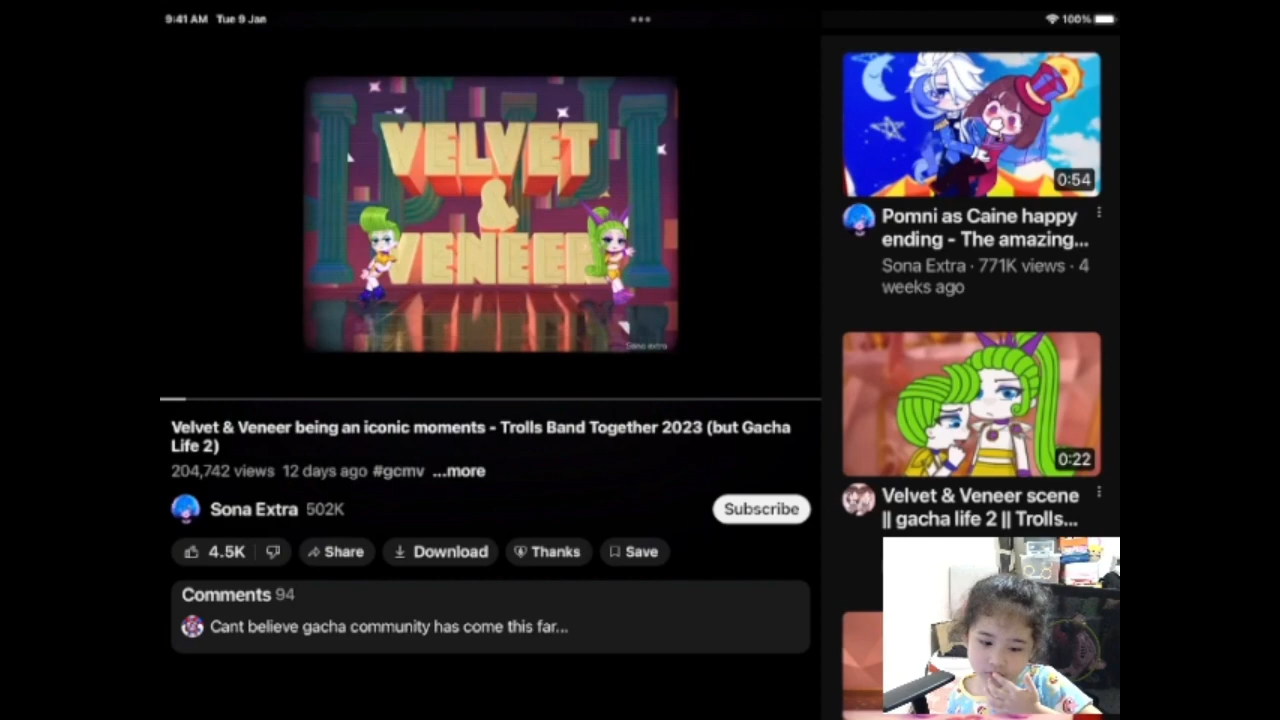 9:41 AM Tue 9 Jan
100%
VELVET
&
VENEER
Sona extra
Velvet & Veneer being an iconic moments - Trolls Band Together 2023 (but Gacha
Life 2)
204,742 views 12 days ago #gcmv ...more
Sona Extra 502K
Subscribe
4.5K
Share
Download
Thanks
Save
Comments 94
Cant believe gacha community has come this far...
0:54
Pomni as Caine happy
ending - The amazing...
Sona Extra · 771K views · 4
weeks ago
0:22
Velvet & Veneer scene
|| gacha life 2 || Trolls...